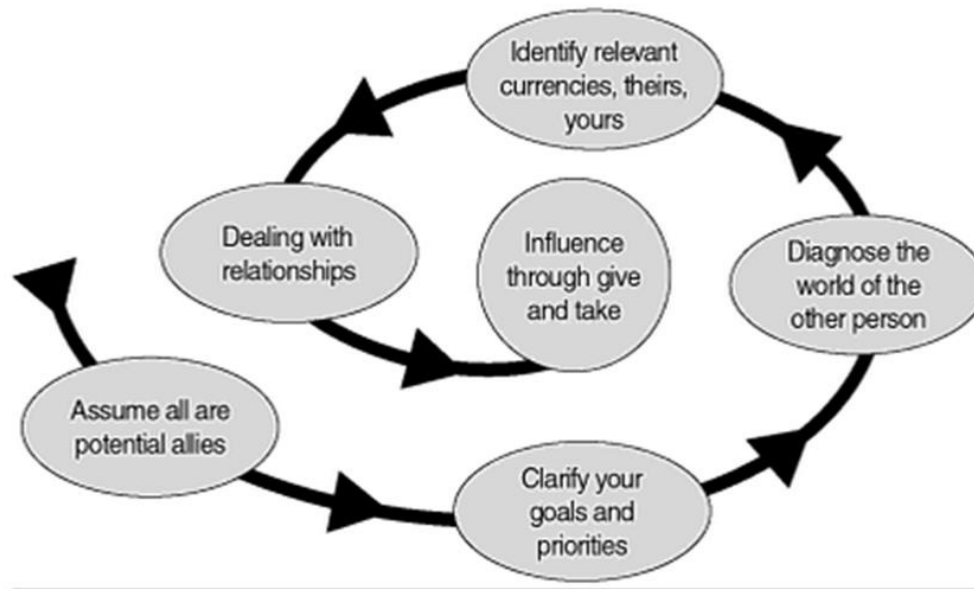 Identify relevant
currencies, theirs,
yours
Dealing with
relationships
Influence
through give
and take
Diagnose the
world of the
other person
Assume all are
potential allies
Clarify your
goals and
priorities